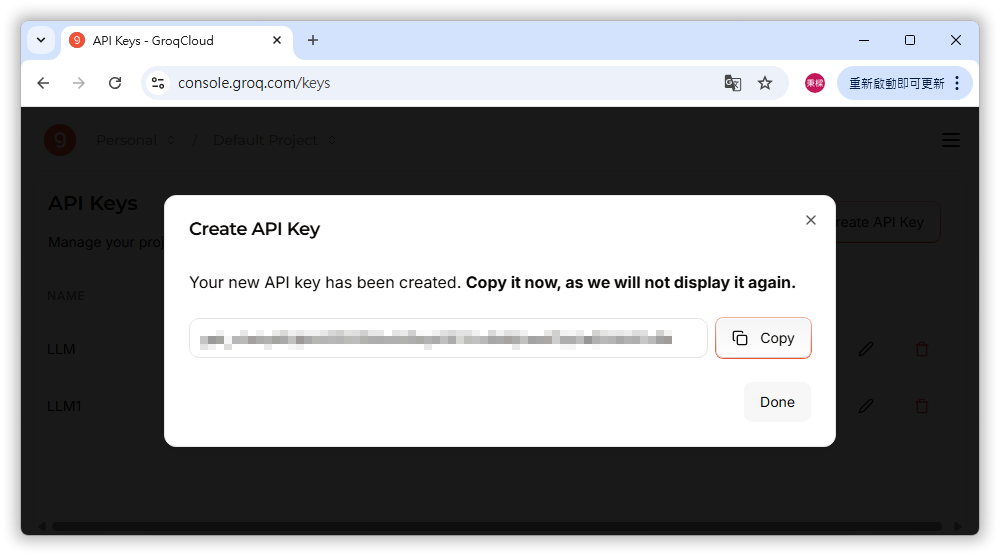 API Keys - GroqCloud
console.groq.com/keys
秉樑
重新啟動即可更新
Personal / Default Project
API Keys
Create API Key
Manage your proj
reate API Key
Your new API key has been created. Copy it now, as we will not display it again.
NAME
Copy
LLM
Done
LLM1